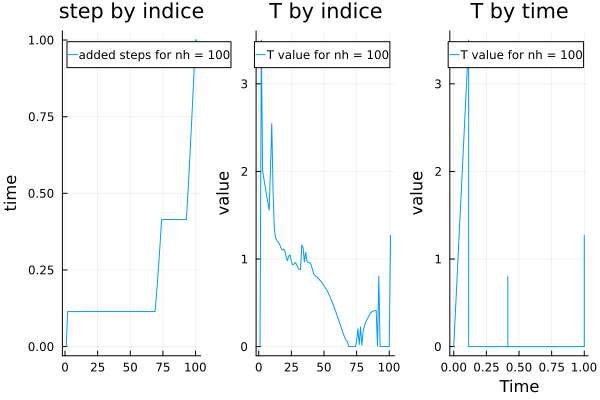 step by indice
added steps for nh = 100
time
1.00
0.75
0.50
0.25
0.00
0
25
50
75
100
T by indice
T value for nh = 100
value
3
2
1
0
0
25
50
75
100
T by time
T value for nh = 100
value
3
2
1
0
0.00
0.25
0.50
0.75
1.00
Time